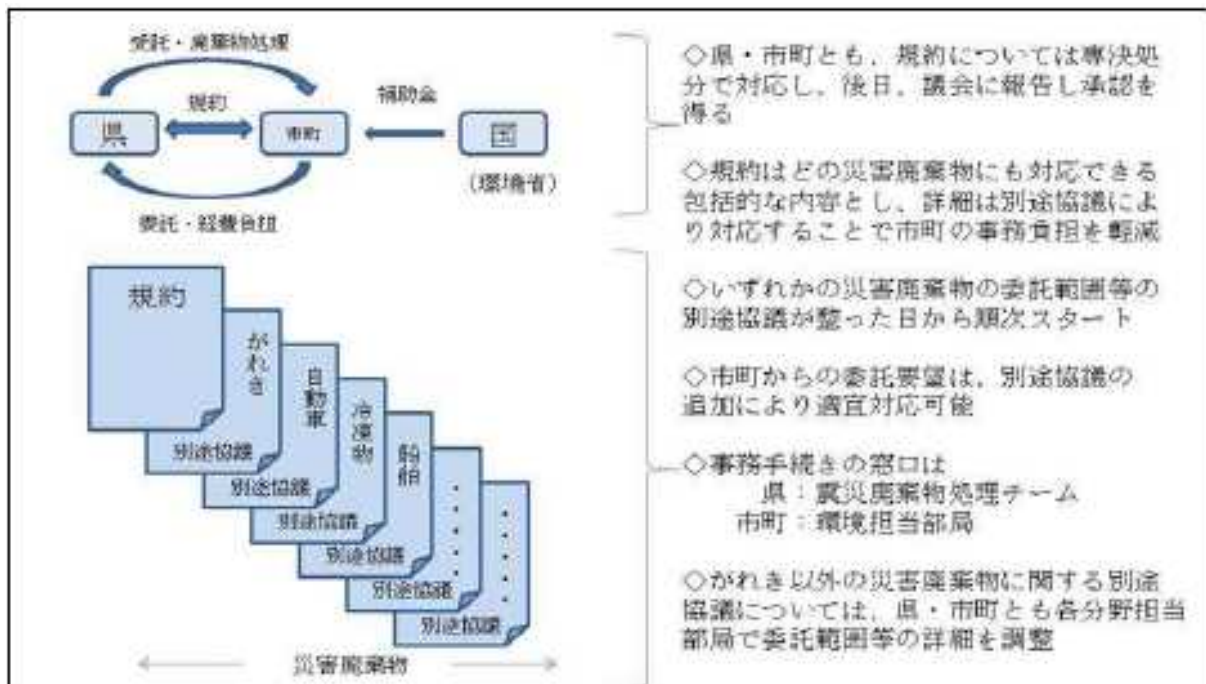 受託・廃棄物処理
規約
補助金
県
市町
国
(環境省)
委託・経費負担
規約
がれき
別途協議
自動車
別途協議
冷凍物
別途協議
船舶
別途協議
・・・・・
別途協議
・・・・・
別途協議
災害廃棄物
◇県・市町とも、規約については専決処
分で対応し、後日、議会に報告し承認を
得る
◇規約はどの災害廃棄物にも対応できる
包括的な内容とし、詳細は別途協議によ
り対応することで市町の事務負担を軽減
◇いずれかの災害廃棄物の委託範囲等の
別途協議が整った日から順次スタート
◇市町からの委託要望は、別途協議の
追加により適宜対応可能
◇事務手続きの窓口は
県：震災廃棄物処理チーム
市町：環境担当部局
◇がれき以外の災害廃棄物に関する別途
協議については、県・市町とも各分野担当
部局で委託範囲等の詳細を調整